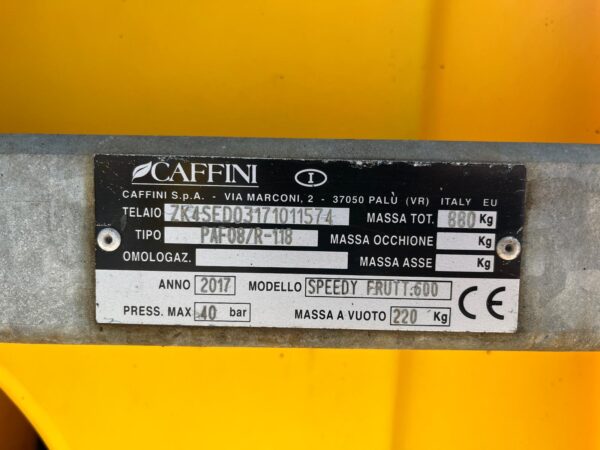 CAFFINI I
CAFFINI S.p.A. - VIA MARCONI, 2 - 37050 PALÙ (VR) ITALY EU
TELAIO ZK4SED03171011574 MASSA TOT. 880 Kg
TIPO PAF08/R-118 MASSA OCCHIONE Kg
OMOLOGAZ. MASSA ASSE Kg
ANNO 2017 MODELLO SPEEDY FRUTT.600 CE
PRESS. MAX 40 bar MASSA A VUOTO 220 Kg